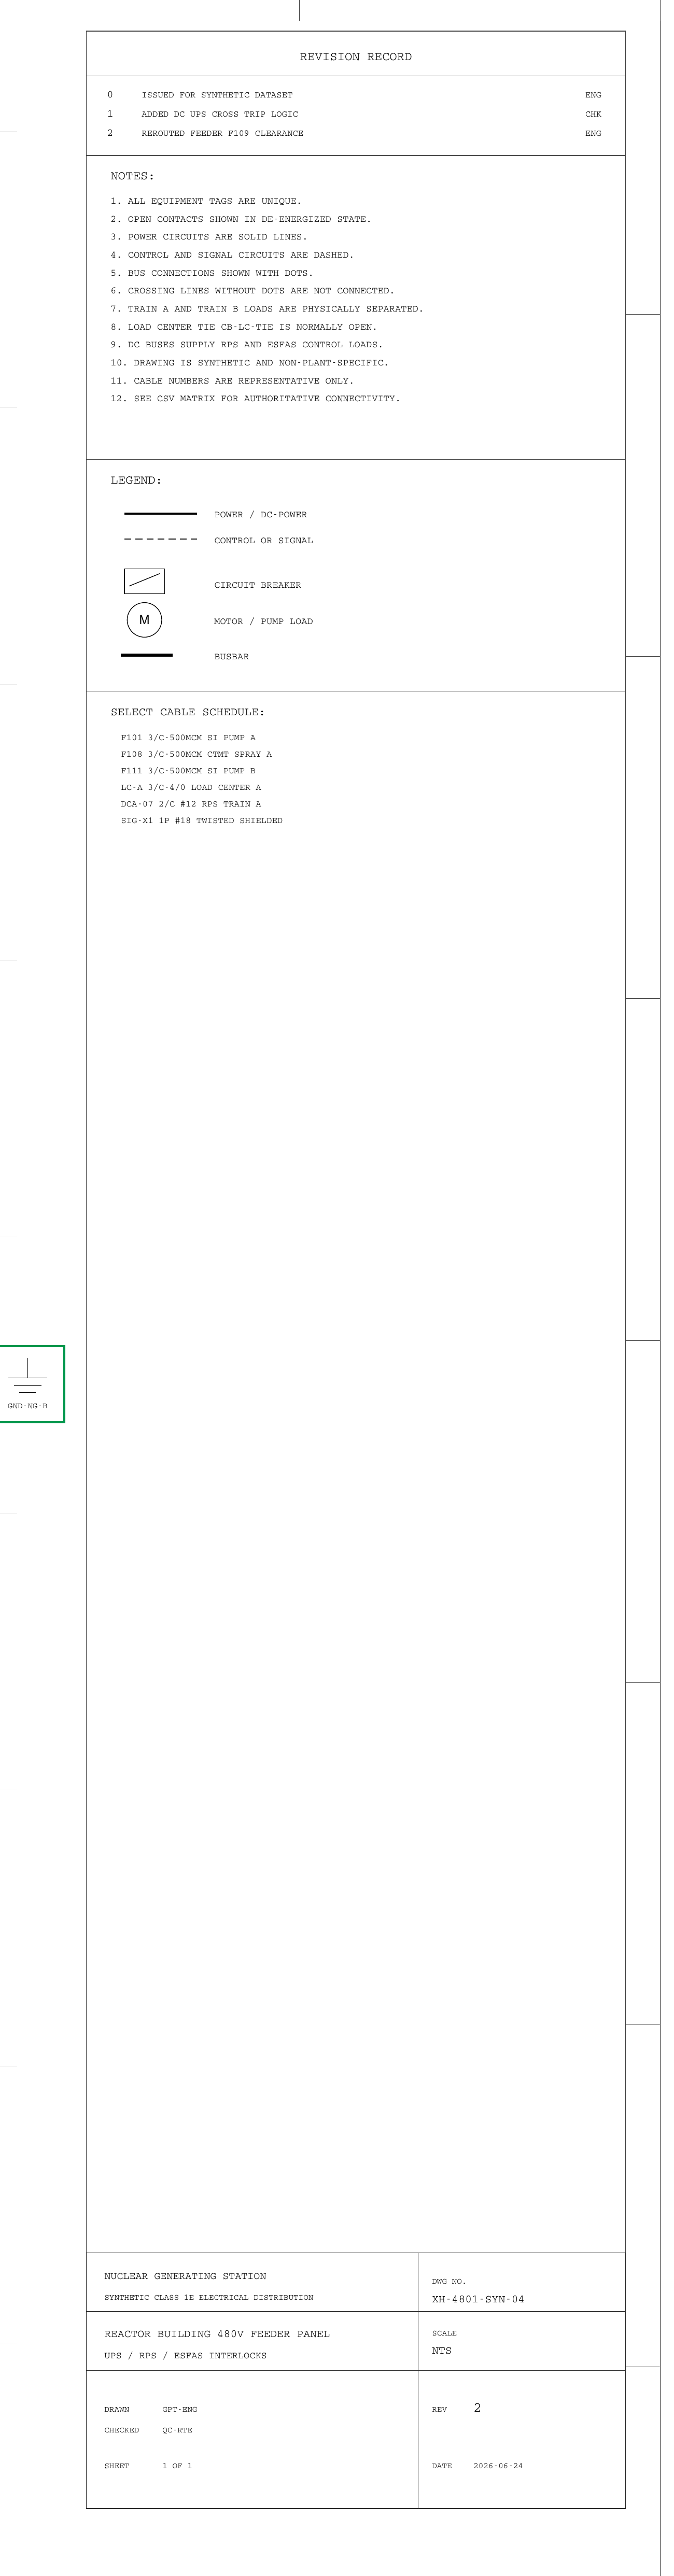 REVISION RECORD
0 ISSUED FOR SYNTHETIC DATASET ENG
1 ADDED DC UPS CROSS TRIP LOGIC CHK
2 REROUTED FEEDER F109 CLEARANCE ENG
NOTES:
1. ALL EQUIPMENT TAGS ARE UNIQUE.
2. OPEN CONTACTS SHOWN IN DE-ENERGIZED STATE.
3. POWER CIRCUITS ARE SOLID LINES.
4. CONTROL AND SIGNAL CIRCUITS ARE DASHED.
5. BUS CONNECTIONS SHOWN WITH DOTS.
6. CROSSING LINES WITHOUT DOTS ARE NOT CONNECTED.
7. TRAIN A AND TRAIN B LOADS ARE PHYSICALLY SEPARATED.
8. LOAD CENTER TIE CB-LC-TIE IS NORMALLY OPEN.
9. DC BUSES SUPPLY RPS AND ESFAS CONTROL LOADS.
10. DRAWING IS SYNTHETIC AND NON-PLANT-SPECIFIC.
11. CABLE NUMBERS ARE REPRESENTATIVE ONLY.
12. SEE CSV MATRIX FOR AUTHORITATIVE CONNECTIVITY.
LEGEND:
POWER / DC-POWER
CONTROL OR SIGNAL
CIRCUIT BREAKER
M MOTOR / PUMP LOAD
BUSBAR
SELECT CABLE SCHEDULE:
F101 3/C-500MCM SI PUMP A
F108 3/C-500MCM CTMT SPRAY A
F111 3/C-500MCM SI PUMP B
LC-A 3/C-4/0 LOAD CENTER A
DCA-07 2/C #12 RPS TRAIN A
SIG-X1 1P #18 TWISTED SHIELDED
GND-NG-B
NUCLEAR GENERATING STATION
SYNTHETIC CLASS 1E ELECTRICAL DISTRIBUTION
DWG NO.
XH-4801-SYN-04
REACTOR BUILDING 480V FEEDER PANEL
UPS / RPS / ESFAS INTERLOCKS
SCALE
NTS
DRAWN GPT-ENG
CHECKED QC-RTE
SHEET 1 OF 1
REV 2
DATE 2026-06-24